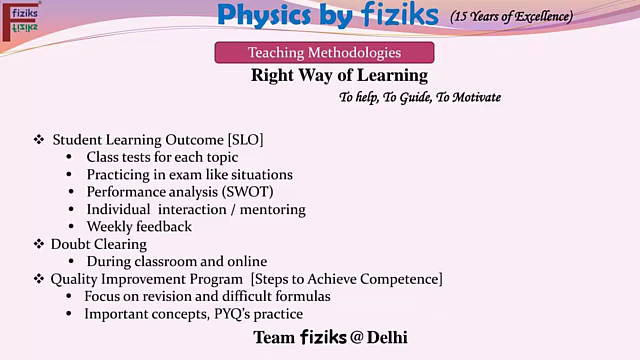 fiziks
fiziks
Physics by fiziks (15 Years of Excellence)
Teaching Methodologies
Right Way of Learning
To help, To Guide, To Motivate
❖ Student Learning Outcome [SLO]
• Class tests for each topic
• Practicing in exam like situations
• Performance analysis (SWOT)
• Individual interaction / mentoring
• Weekly feedback
❖ Doubt Clearing
• During classroom and online
❖ Quality Improvement Program [Steps to Achieve Competence]
• Focus on revision and difficult formulas
• Important concepts, PYQ's practice
Team fiziks@Delhi